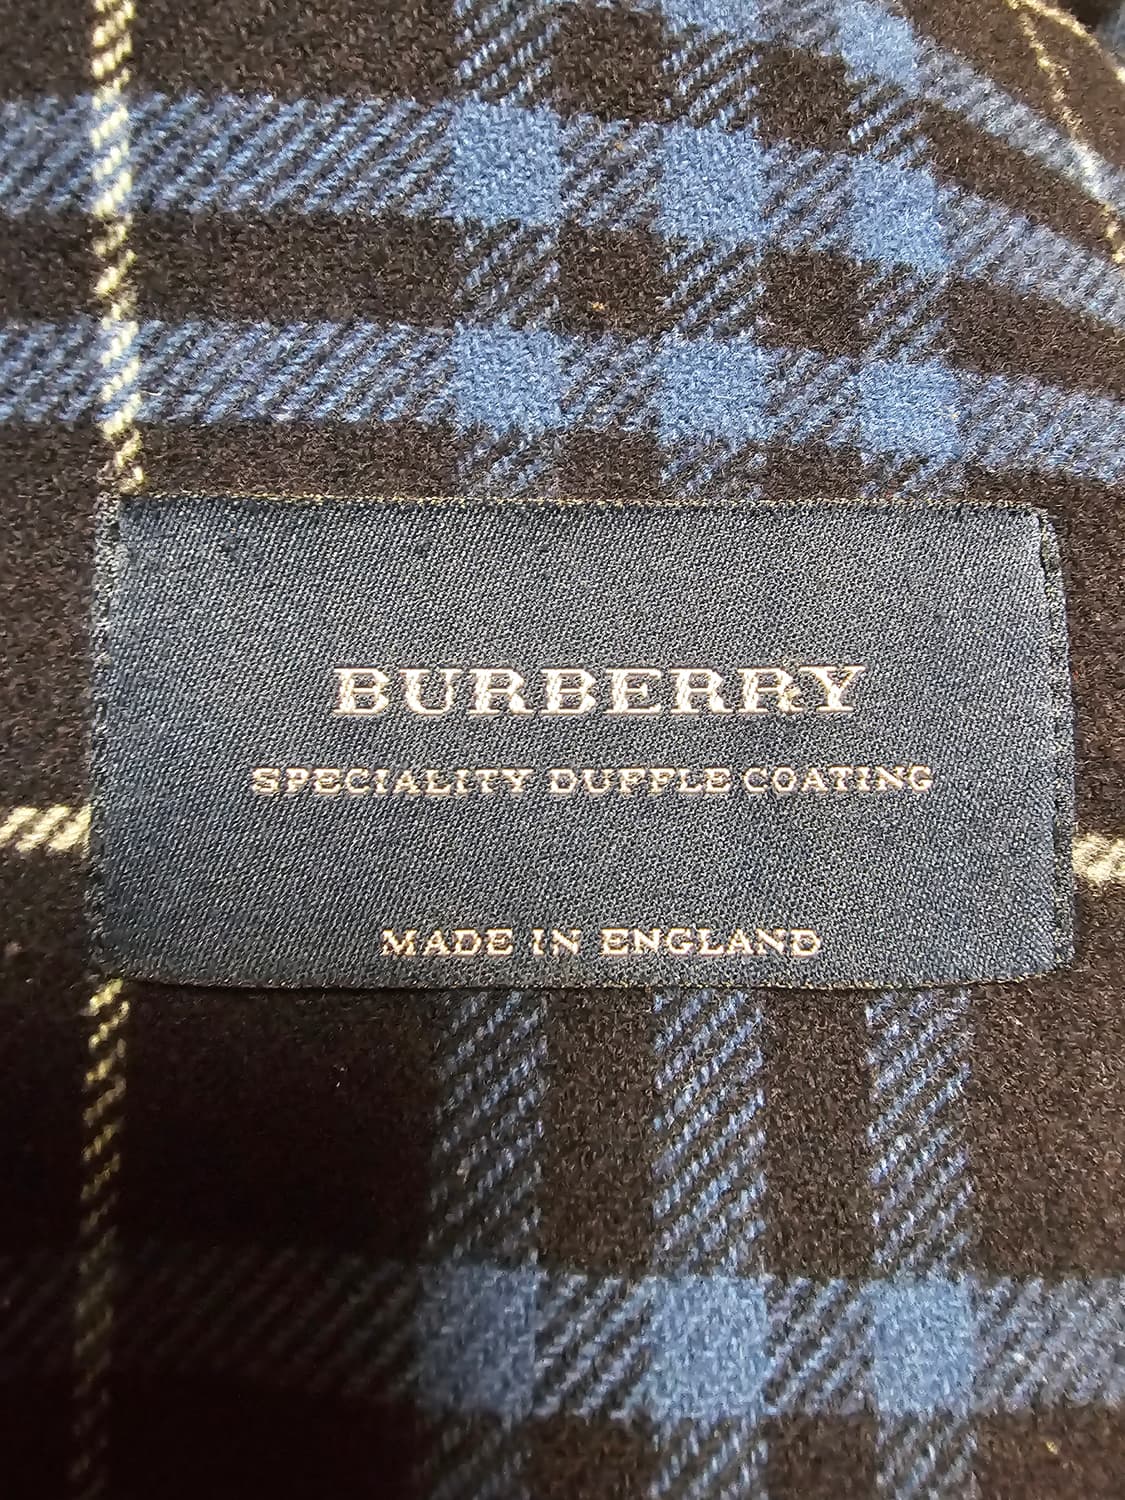 BURBERRY
SPECIALITY DUFFLE COATING
MADE IN ENGLAND